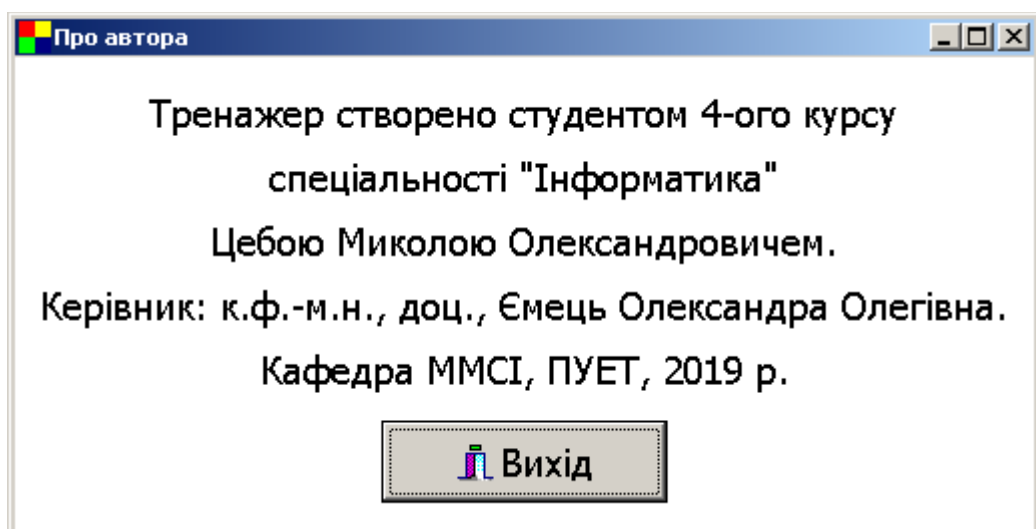 Про автора
Тренажер створено студентом 4-ого курсу
спеціальності "Інформатика"
Цебою Миколою Олександровичем.
Керівник: к.ф.-м.н., доц., Ємець Олександра Олегівна.
Кафедра ММСІ, ПУЕТ, 2019 р.
Вихід